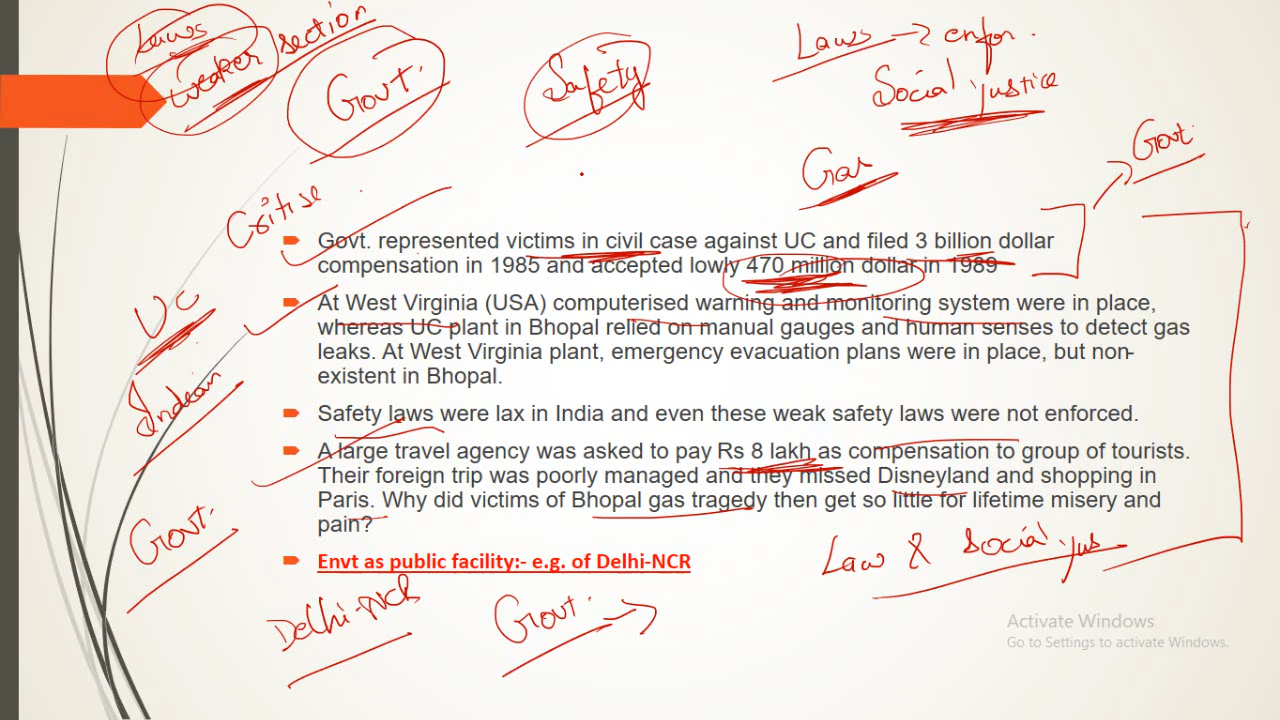 Laws
weaker section
Govt.
Safety
Laws → enfor.
Social justice
Gas
Govt.
Critise
Govt. represented victims in civil case against UC and filed 3 billion dollar
compensation in 1985 and accepted lowly 470 million dollar in 1989
At West Virginia (USA) computerised warning and monitoring system were in place,
whereas UC plant in Bhopal relied on manual gauges and human senses to detect gas
leaks. At West Virginia plant, emergency evacuation plans were in place, but non-
existent in Bhopal.
UC
Indian
Safety laws were lax in India and even these weak safety laws were not enforced.
A large travel agency was asked to pay Rs 8 lakh as compensation to group of tourists.
Their foreign trip was poorly managed and they missed Disneyland and shopping in
Paris. Why did victims of Bhopal gas tragedy then get so little for lifetime misery and
pain?
Govt.
Envt as public facility:- e.g. of Delhi-NCR
Law & Social jus
Delhi-NCR
Govt. →
Activate Windows
Go to Settings to activate Windows.